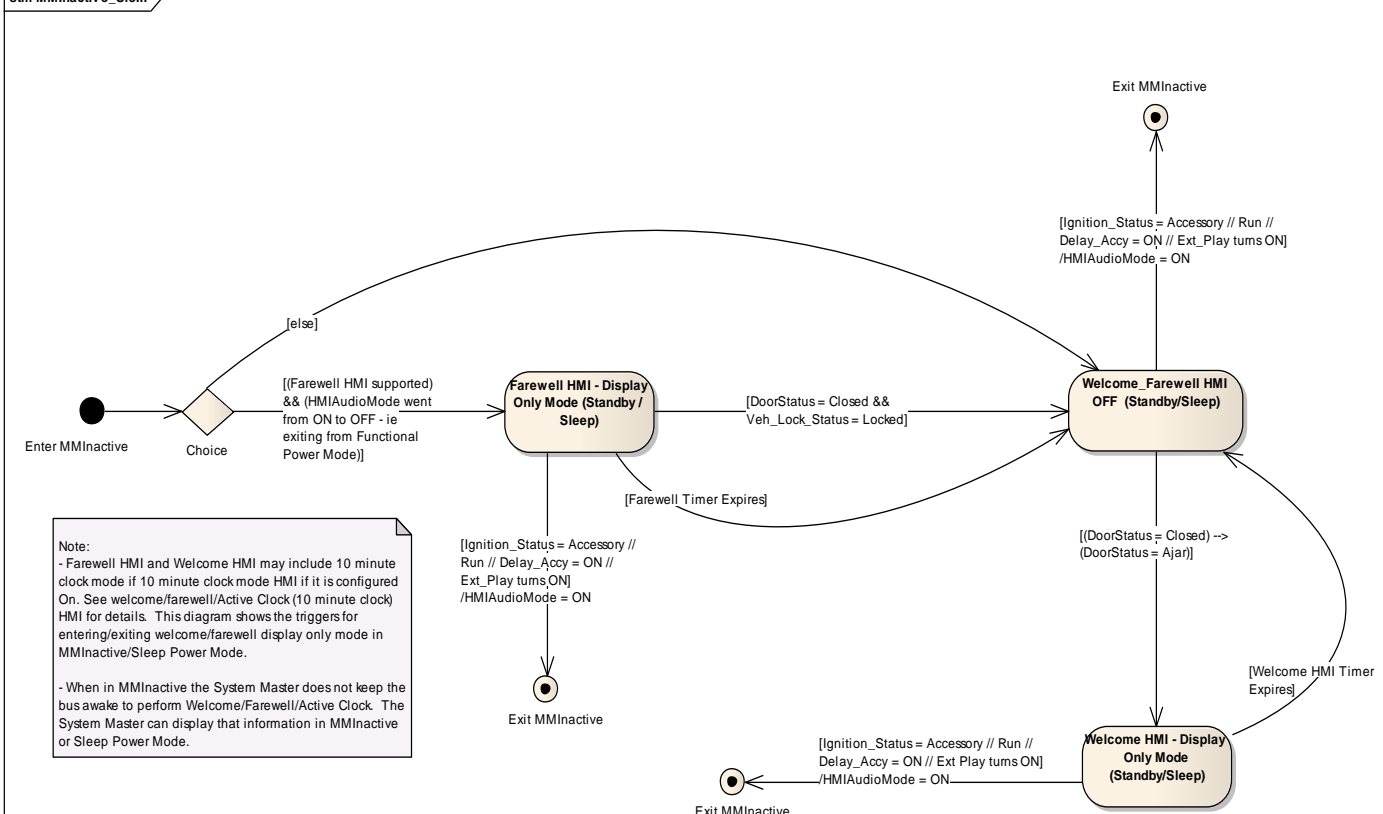 Exit MMInactive
[Ignition_Status = Accessory // Run //
Delay_Accy = ON // Ext_Play turns ON]
/HMIAudioMode = ON
[else]
[(Farewell HMI supported)
&& (HMIAudioMode went
from ON to OFF - ie
exiting from Functional
Power Mode)]
Farewell HMI - Display
Only Mode (Standby /
Sleep)
[DoorStatus = Closed &&
Veh_Lock_Status = Locked]
Welcome_Farewell HMI
OFF (Standby/Sleep)
Enter MMInactive
Choice
[Farewell Timer Expires]
[Ignition_Status = Accessory //
Run // Delay_Accy = ON //
Ext_Play turns ON]
/HMIAudioMode = ON
[(DoorStatus = Closed) -->
(DoorStatus = Ajar)]
Note:
- Farewell HMI and Welcome HMI may include 10 minute
clock mode if 10 minute clock mode HMI if it is configured
On. See welcome/farewell/Active Clock (10 minute clock)
HMI for details. This diagram shows the triggers for
entering/exiting welcome/farewell display only mode in
MMInactive/Sleep Power Mode.
- When in MMInactive the System Master does not keep the
bus awake to perform Welcome/Farewell/Active Clock. The
System Master can display that information in MMInactive
or Sleep Power Mode.
Exit MMInactive
[Welcome HMI Timer
Expires]
[Ignition_Status = Accessory // Run //
Delay_Accy = ON // Ext Play turns ON]
/HMIAudioMode = ON
Welcome HMI - Display
Only Mode
(Standby/Sleep)
Exit MMInactive